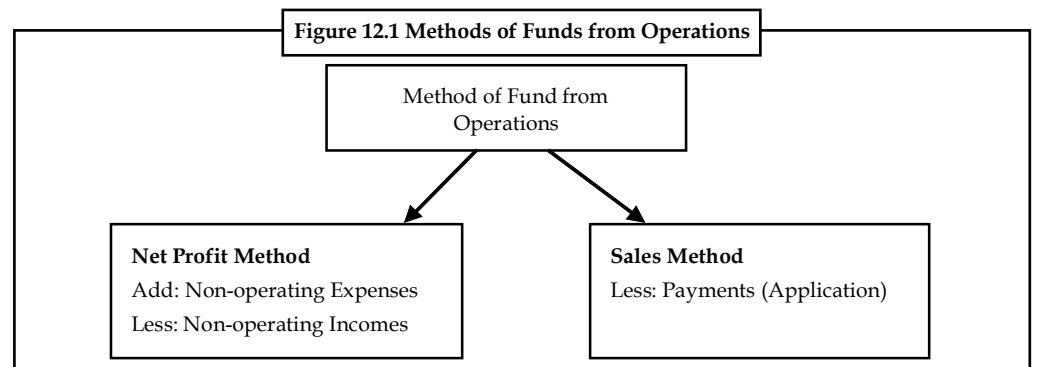 Figure 12.1 Methods of Funds from Operations
Method of Fund from
Operations
Net Profit Method
Add: Non-operating Expenses
Less: Non-operating Incomes
Sales Method
Less: Payments (Application)